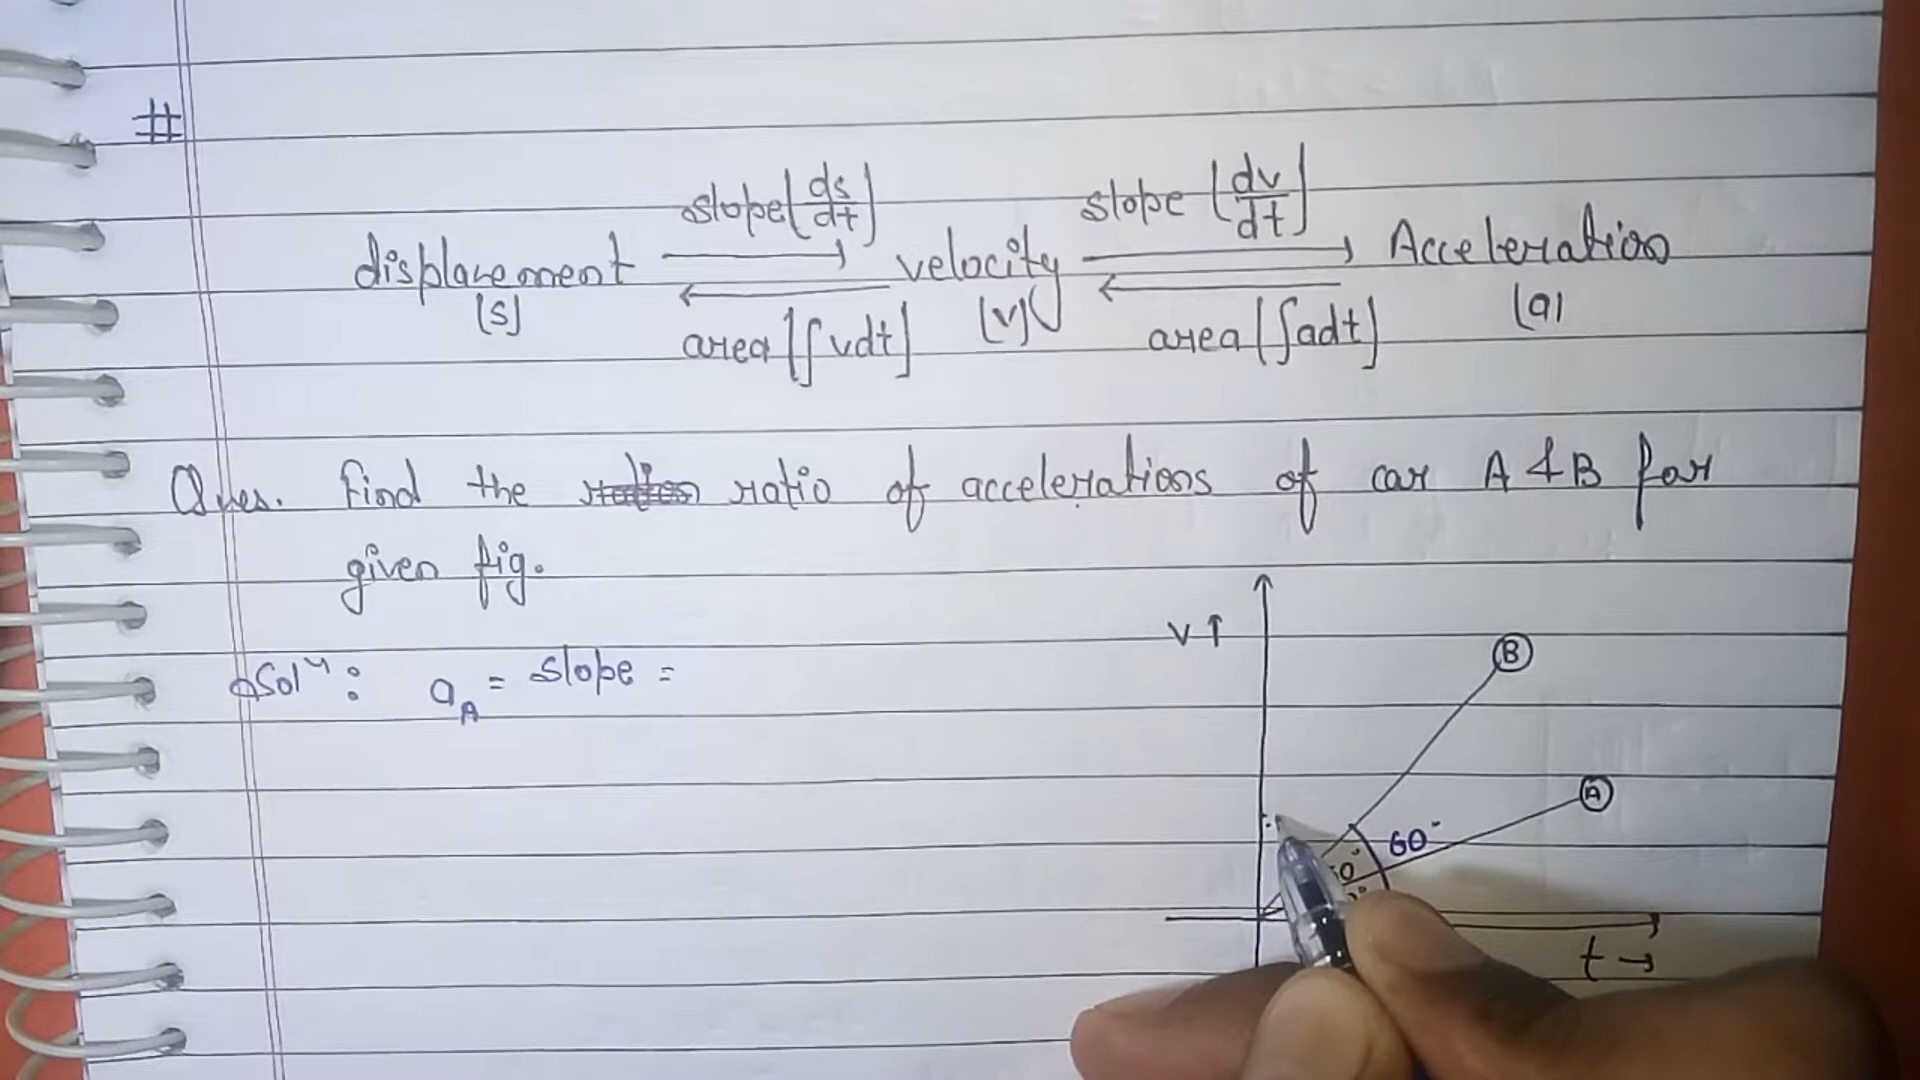 #
slope (ds/dt) slope (dv/dt)
displacement velocity Acceleration
(s) (v) (a)
area (∫vdt) area (∫adt)
Ques. Find the ratio of accelerations of car A & B for
given fig.
v↑
B
Solⁿ: a_A = slope =
A
60°
t →